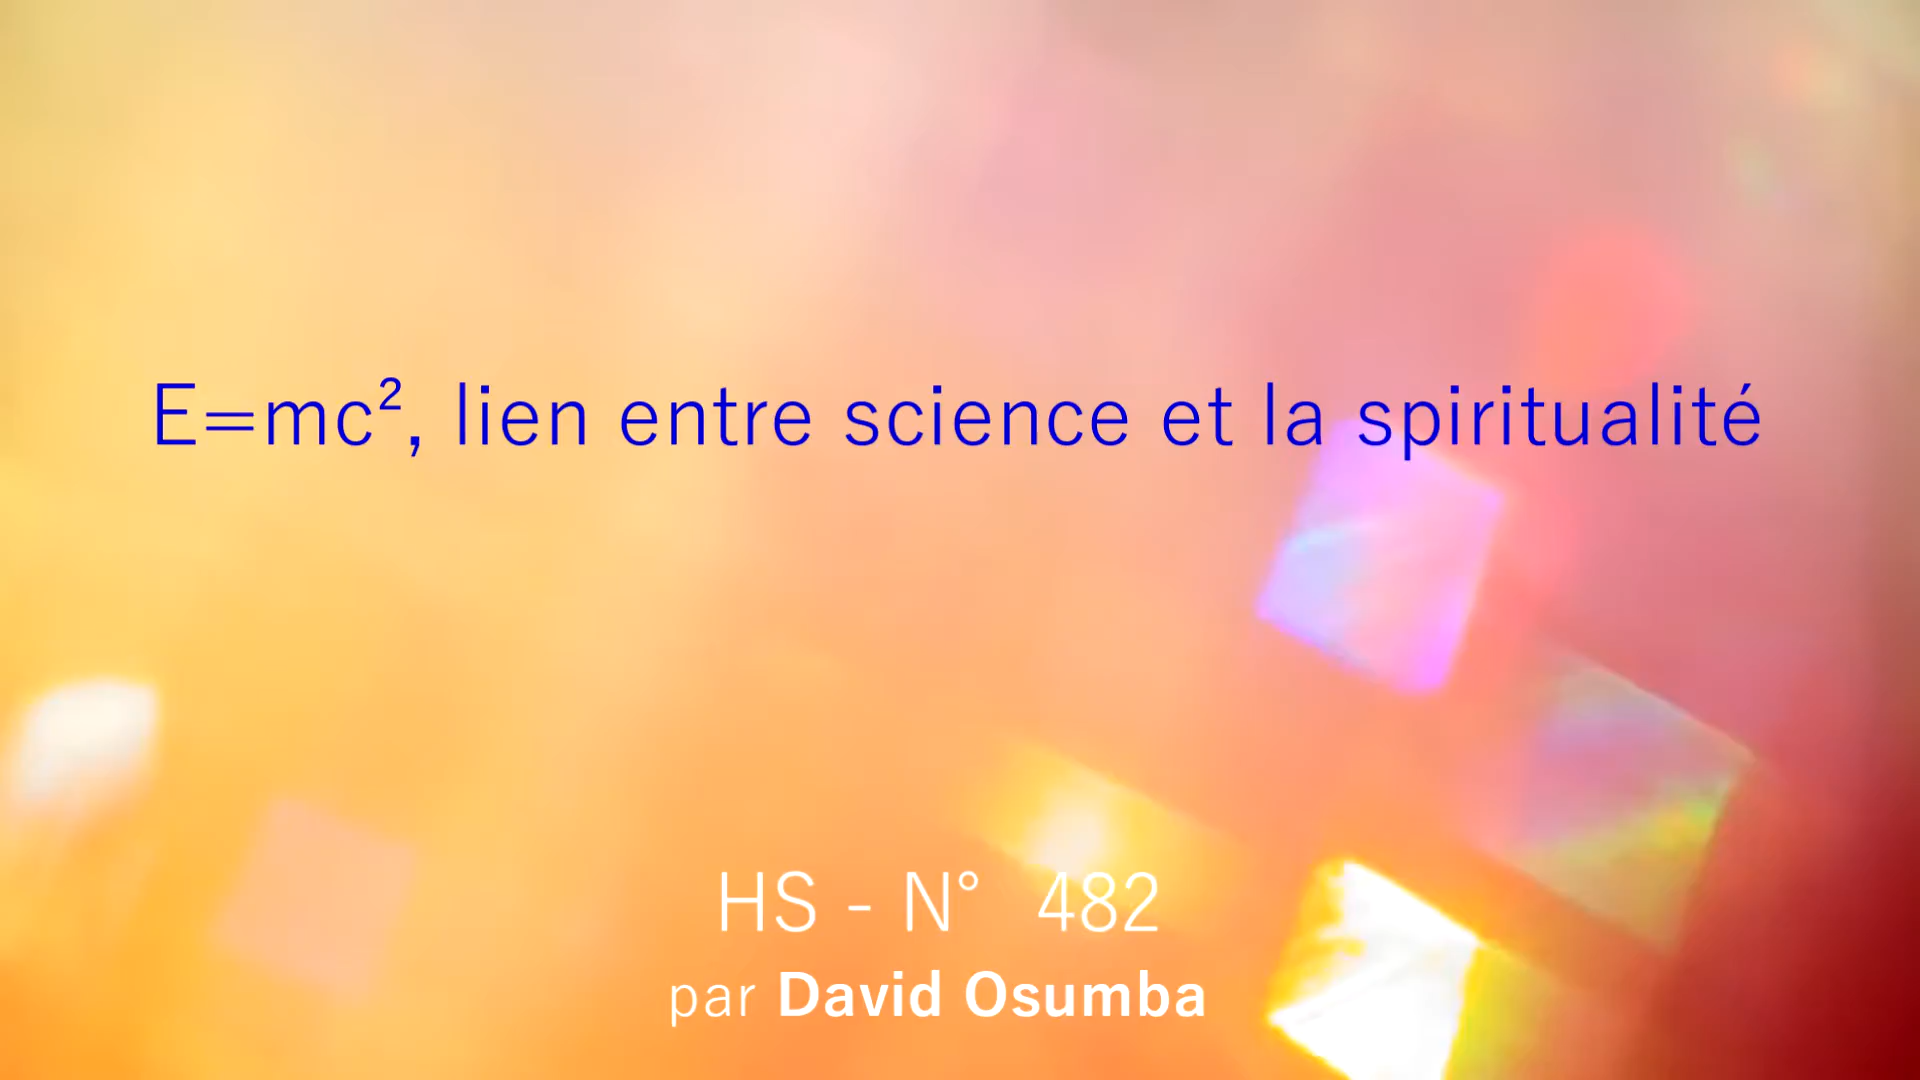 E=mc², lien entre science et la spiritualité
HS - N° 482
par David Osumba